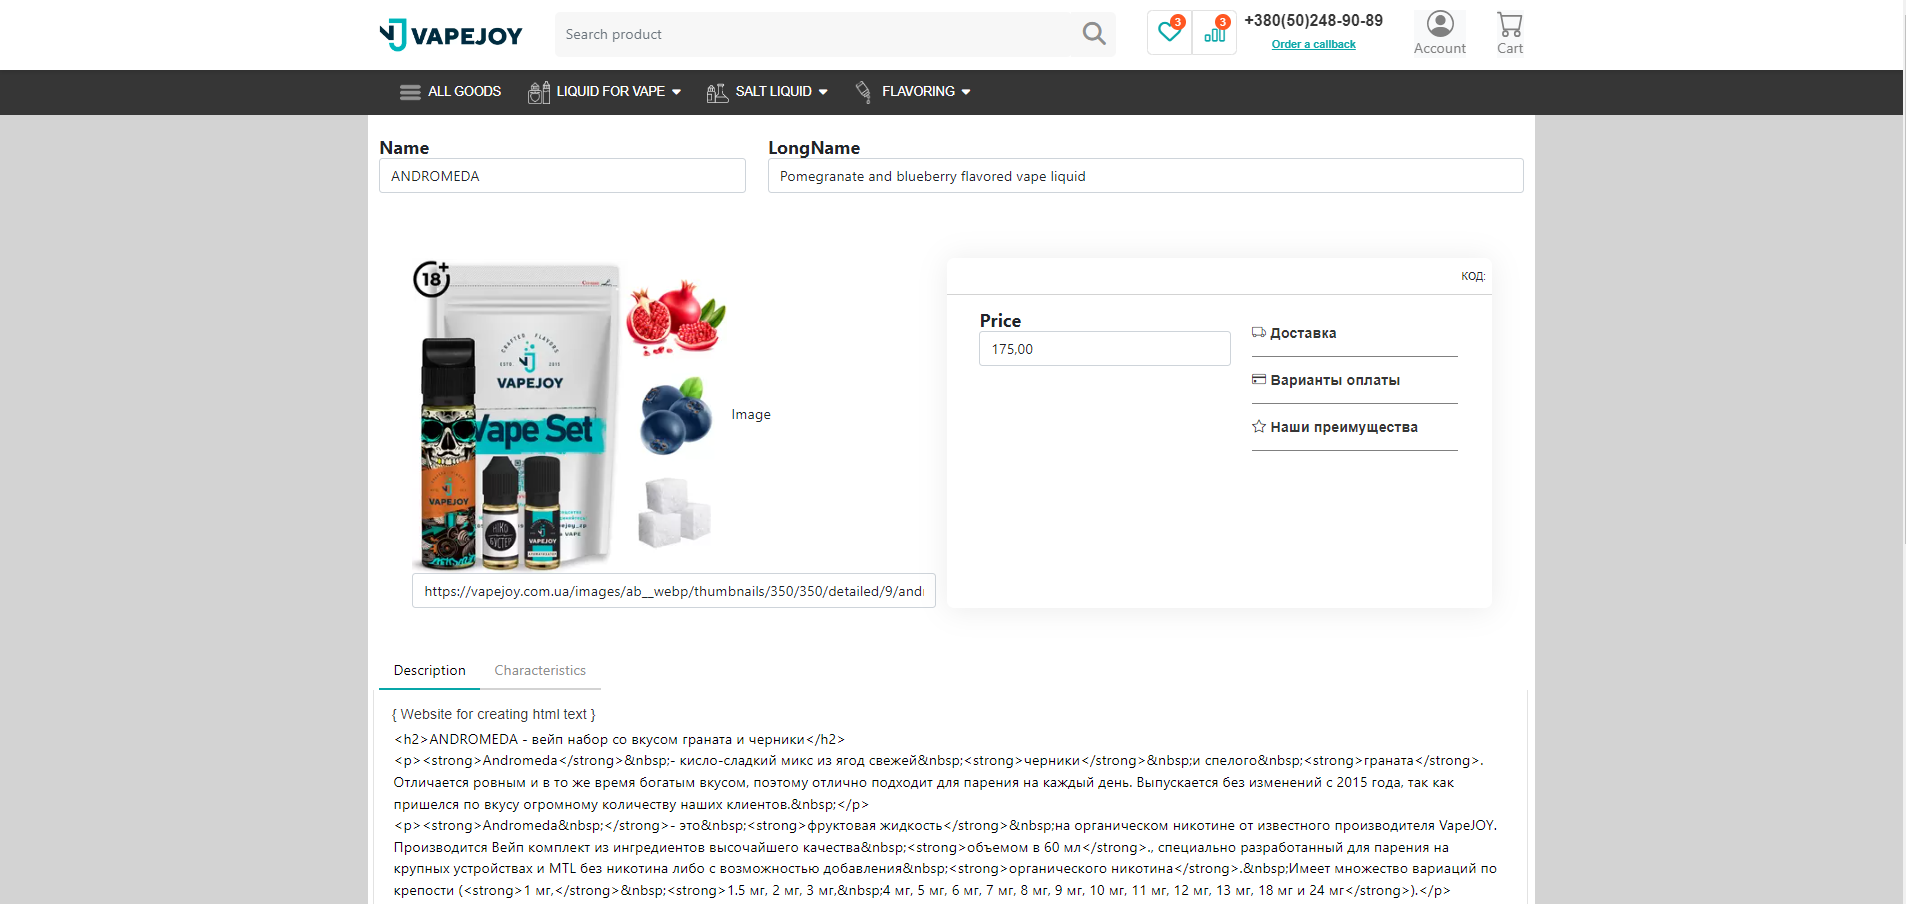 VAPEJOY
Search product
3
3
+380(50)248-90-89
Order a callback
Account
Cart
ALL GOODS
LIQUID FOR VAPE
SALT LIQUID
FLAVORING
Name
LongName
ANDROMEDA
Pomegranate and blueberry flavored vape liquid
18+
CRAFTED FLAVORS
ESTD. 2015
VAPEJOY
Vape Set
VAPEJOY
НІКО
БУСТЕР
VAPEJOY
Image
https://vapejoy.com.ua/images/ab__webp/thumbnails/350/350/detailed/9/andr
КОД:
Price
175,00
Доставка
Варианты оплаты
Наши преимущества
Description
Characteristics
{ Website for creating html text }
<h2>ANDROMEDA - вейп набор со вкусом граната и черники</h2>
<p><strong>Andromeda</strong>&nbsp;- кисло-сладкий микс из ягод свежей&nbsp;<strong>черники</strong>&nbsp;и спелого&nbsp;<strong>граната</strong>.
Отличается ровным и в то же время богатым вкусом, поэтому отлично подходит для парения на каждый день. Выпускается без изменений с 2015 года, так как
пришелся по вкусу огромному количеству наших клиентов.&nbsp;</p>
<p><strong>Andromeda&nbsp;</strong>- это&nbsp;<strong>фруктовая жидкость</strong>&nbsp;на органическом никотине от известного производителя VapeJOY.
Производится Вейп комплект из ингредиентов высочайшего качества&nbsp;<strong>объемом в 60 мл</strong>., специально разработанный для парения на
крупных устройствах и MTL без никотина либо с возможностью добавления&nbsp;<strong>органического никотина</strong>.&nbsp;Имеет множество вариаций по
крепости (<strong>1 мг,</strong>&nbsp;<strong>1.5 мг, 2 мг, 3 мг,&nbsp;4 мг, 5 мг, 6 мг, 7 мг, 8 мг, 9 мг, 10 мг, 11 мг, 12 мг, 13 мг, 18 мг и 24 мг</strong>).</p>